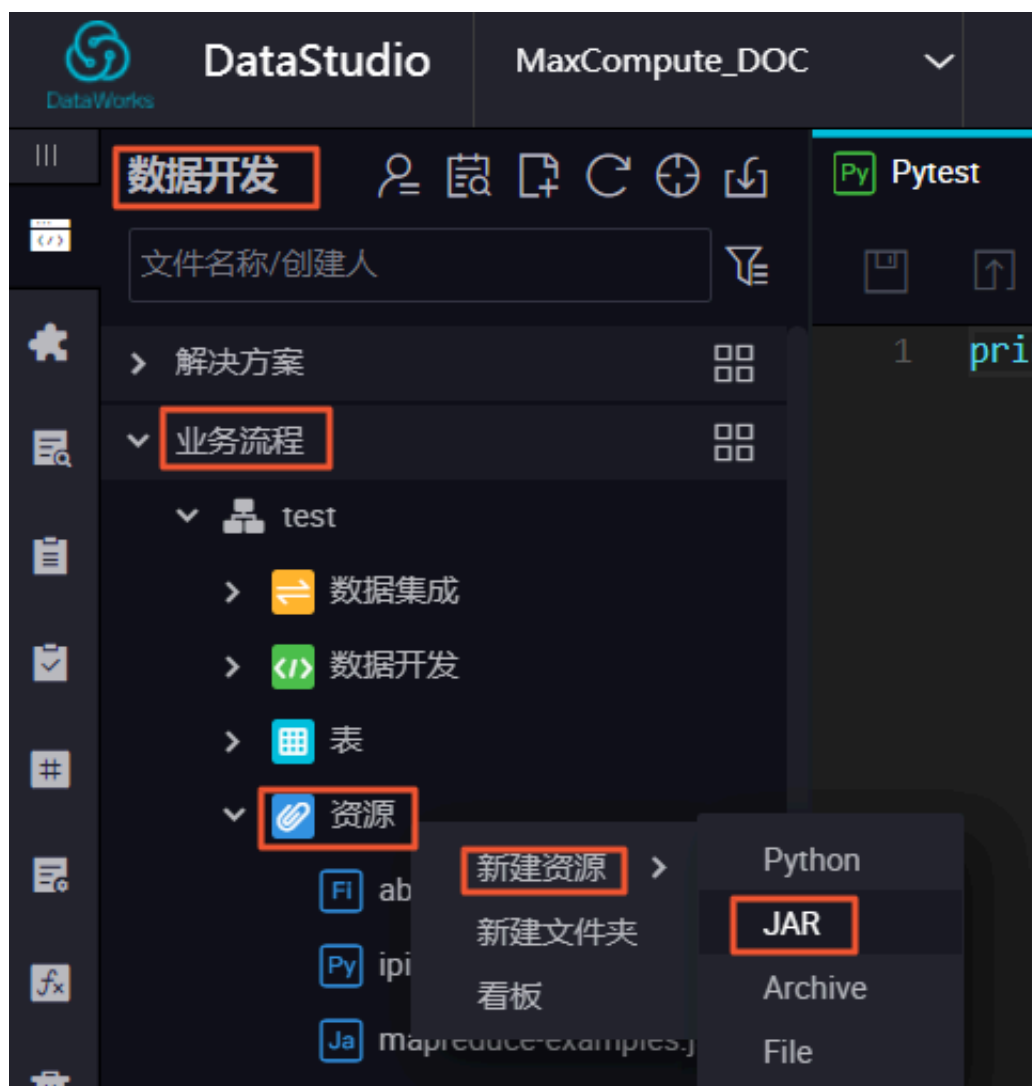 DataWorks
DataStudio
MaxCompute_DOC
数据开发
Py Pytest
文件名称/创建人
解决方案
1 pri
业务流程
test
数据集成
数据开发
表
资源
新建资源
Python
Fi ab
新建文件夹
JAR
Py ipi
看板
Archive
Ja mapreduce-examples.j
File